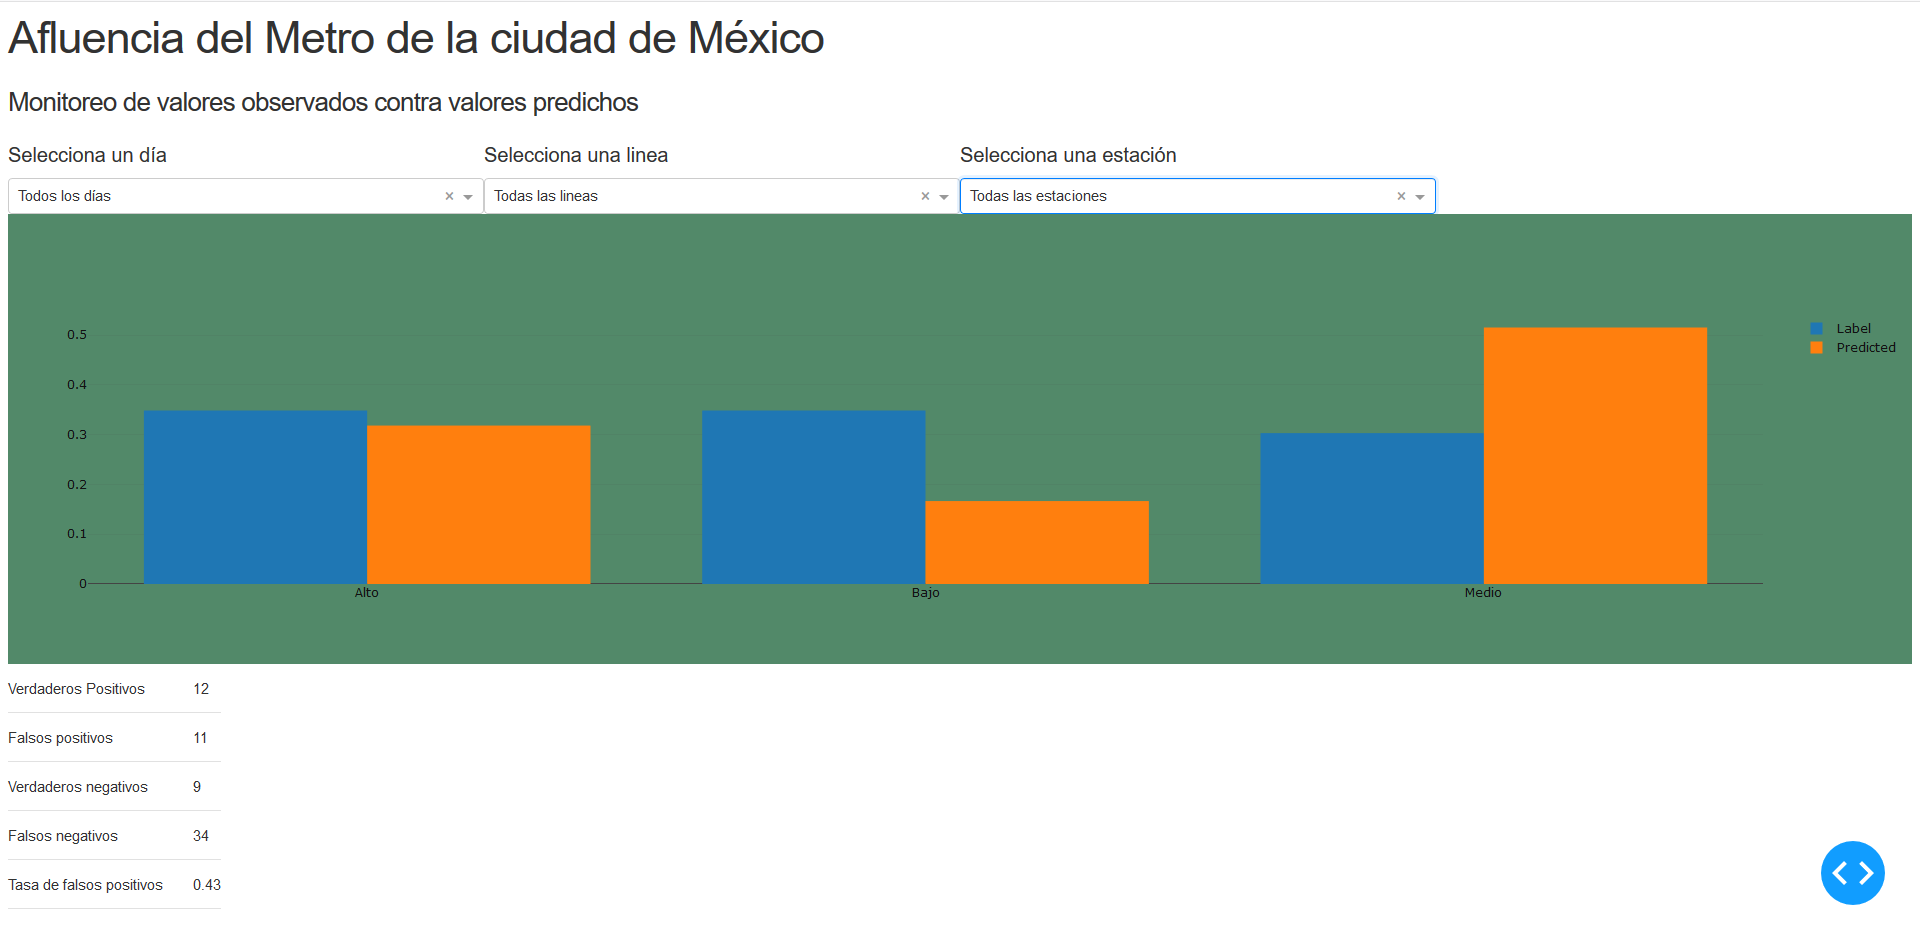 Afluencia del Metro de la ciudad de México
Monitoreo de valores observados contra valores predichos
Selecciona un día
Selecciona una linea
Selecciona una estación
Todos los días × 
Todas las lineas ×
Todas las estaciones ×
0.5
0.4
0.3
0.2
0.1
0
Alto
Bajo
Medio
Label
Predicted
Verdaderos Positivos 12
Falsos positivos 11
Verdaderos negativos 9
Falsos negativos 34
Tasa de falsos positivos 0.43